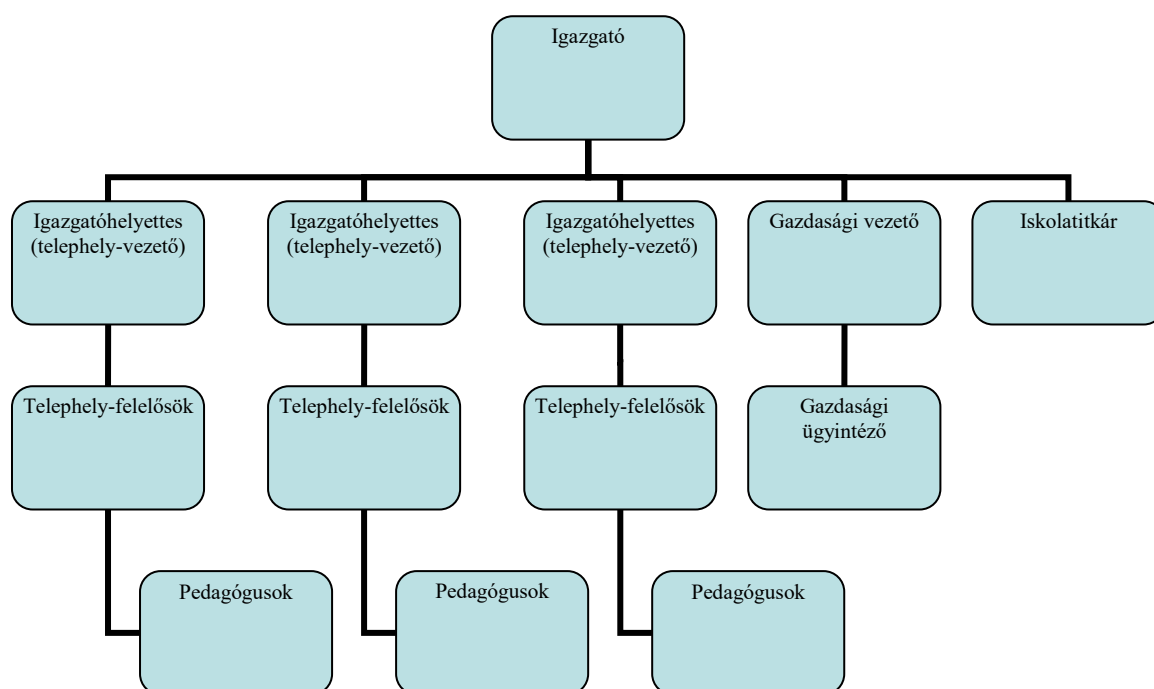 Igazgató
Igazgatóhelyettes
(telephely-vezető)
Igazgatóhelyettes
(telephely-vezető)
Igazgatóhelyettes
(telephely-vezető)
Gazdasági vezető
Iskolatitkár
Telephely-felelősök
Telephely-felelősök
Telephely-felelősök
Gazdasági
ügyintéző
Pedagógusok
Pedagógusok
Pedagógusok